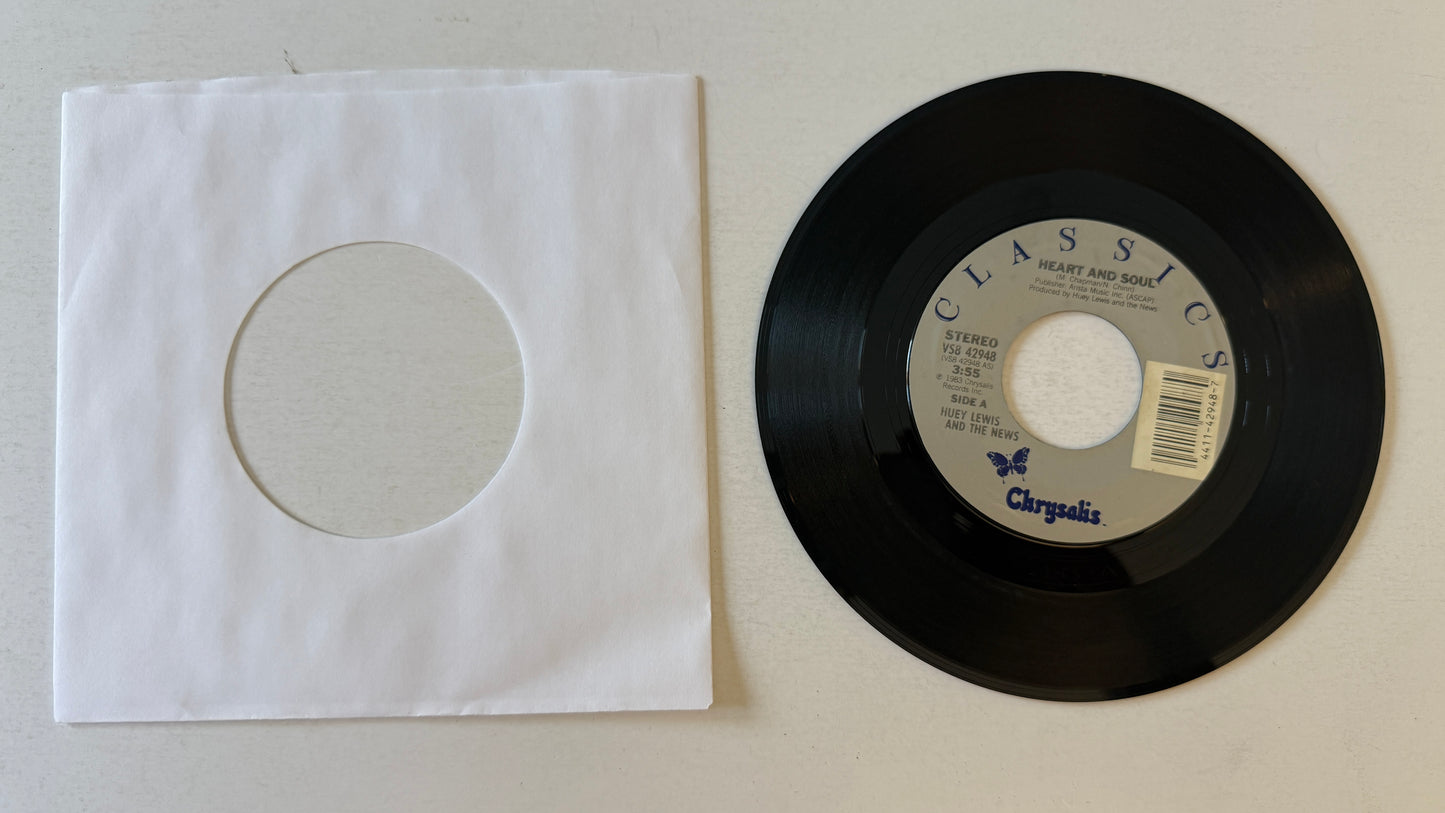 CLASSICS
HEART AND SOUL
(M. Chapman/N. Chinn)
Publisher: Arista Music Inc. (ASCAP)
Produced by Huey Lewis and the News
STEREO
VS8 42948
(VS8 42948 AS)
3:55
℗ 1983 Chrysalis
Records Inc.
SIDE A
HUEY LEWIS
AND THE NEWS
4411-42948-7
Chrysalis™